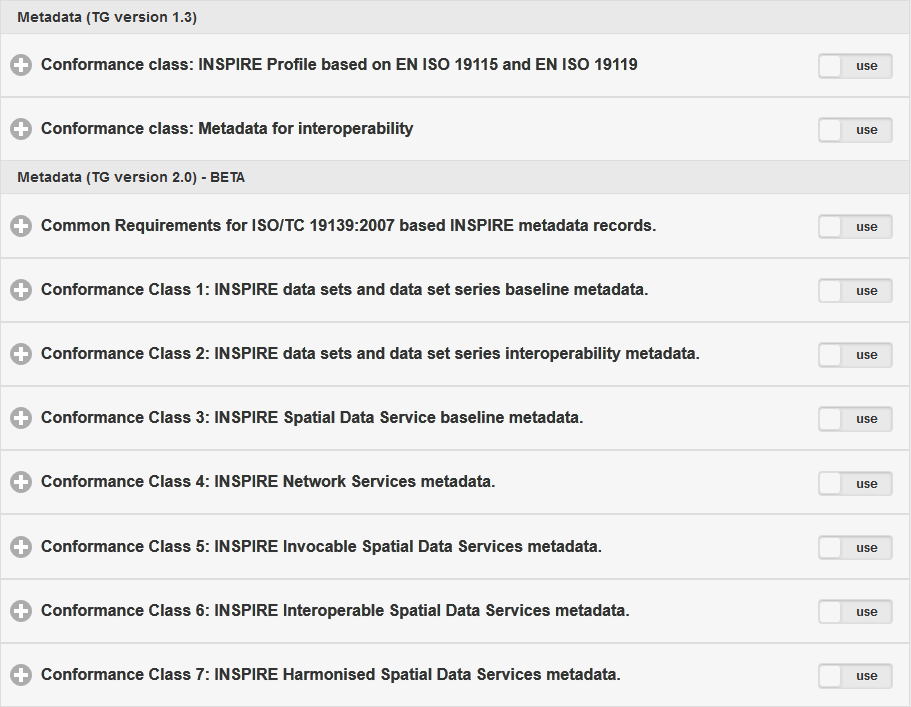 Metadata (TG version 1.3)
Conformance class: INSPIRE Profile based on EN ISO 19115 and EN ISO 19119
use
Conformance class: Metadata for interoperability
use
Metadata (TG version 2.0) - BETA
Common Requirements for ISO/TC 19139:2007 based INSPIRE metadata records.
use
Conformance Class 1: INSPIRE data sets and data set series baseline metadata.
use
Conformance Class 2: INSPIRE data sets and data set series interoperability metadata.
use
Conformance Class 3: INSPIRE Spatial Data Service baseline metadata.
use
Conformance Class 4: INSPIRE Network Services metadata.
use
Conformance Class 5: INSPIRE Invocable Spatial Data Services metadata.
use
Conformance Class 6: INSPIRE Interoperable Spatial Data Services metadata.
use
Conformance Class 7: INSPIRE Harmonised Spatial Data Services metadata.
use